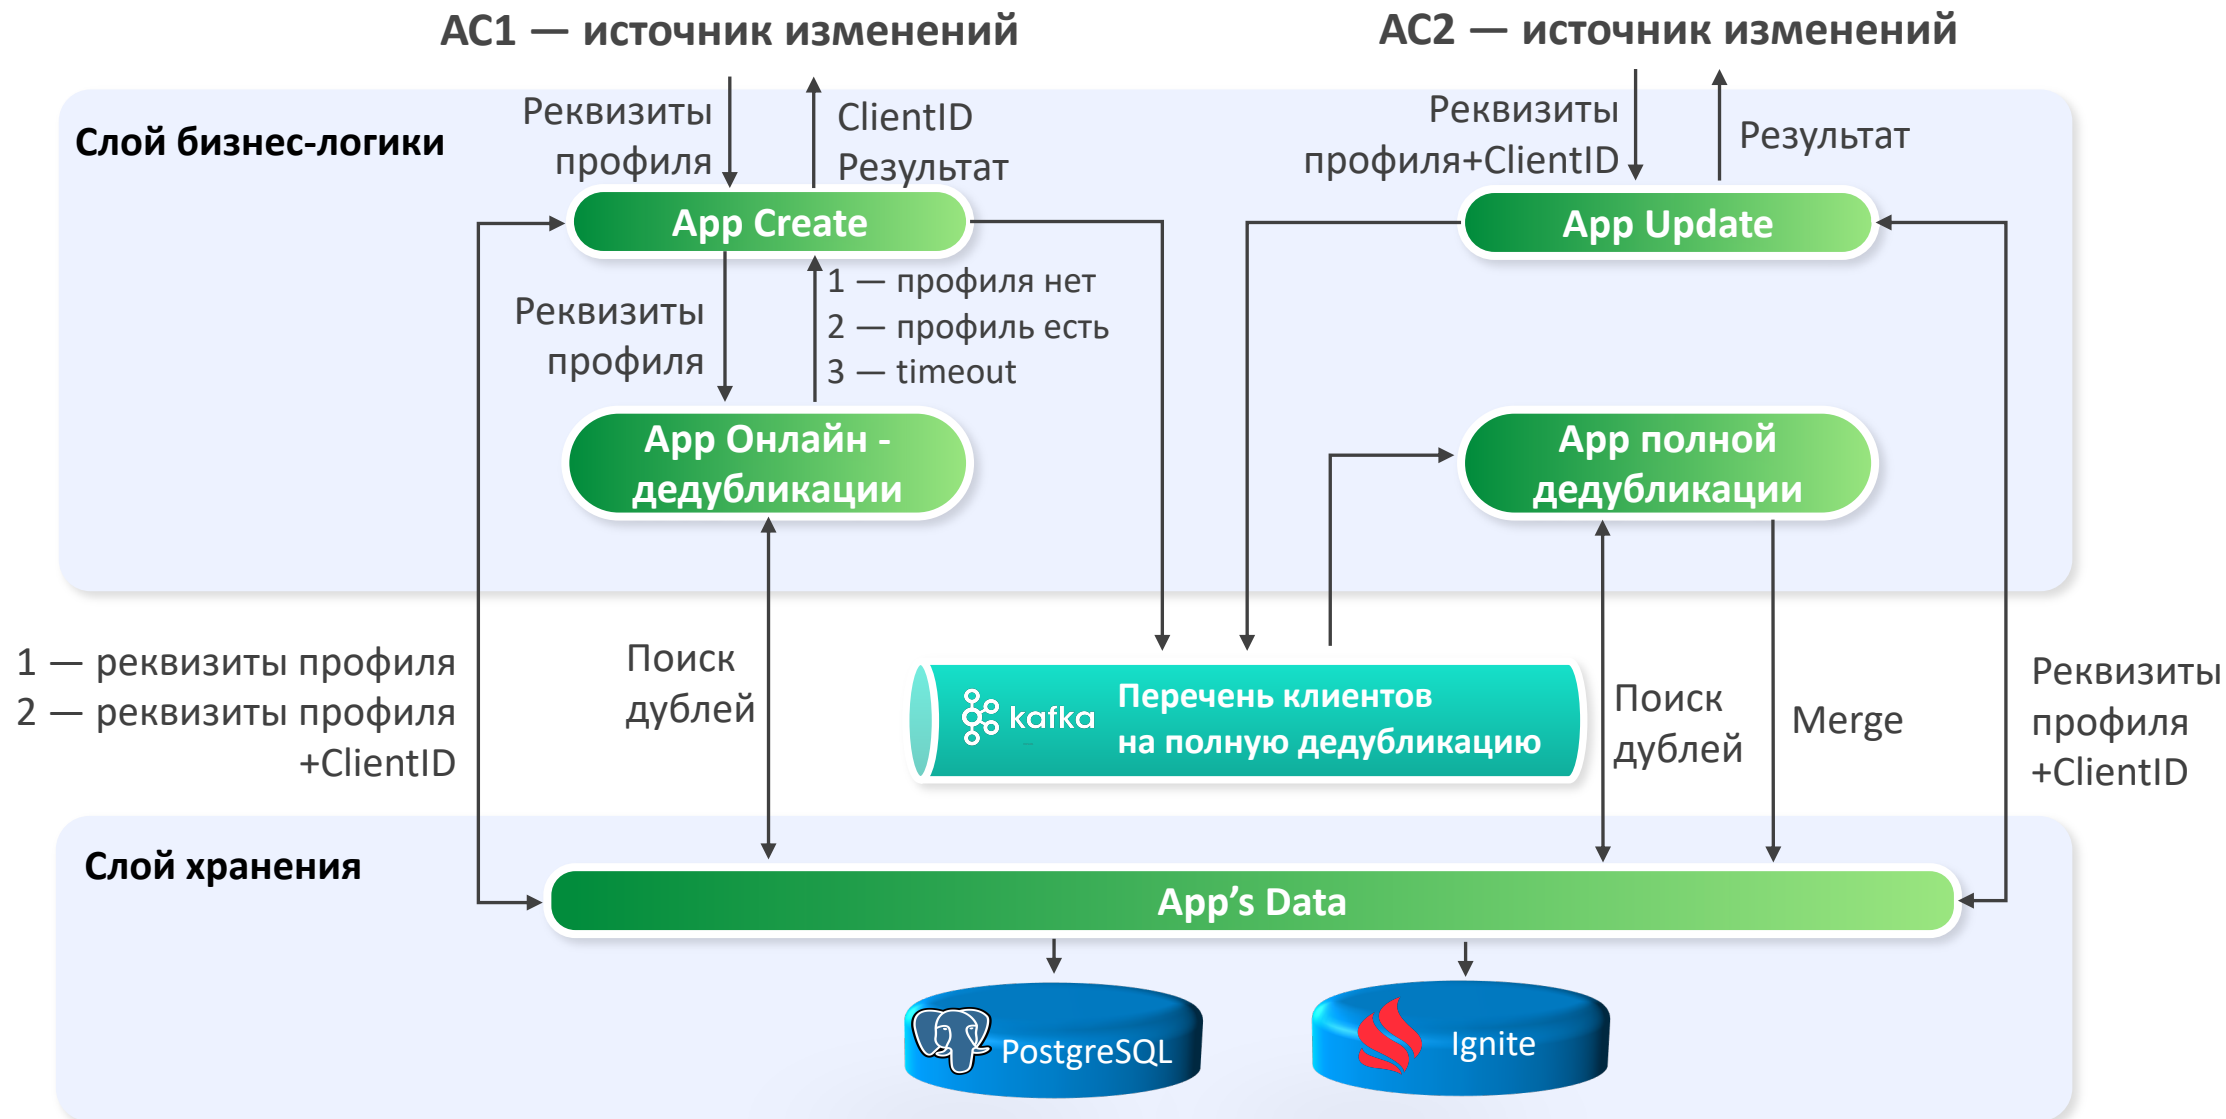 АС1 — источник изменений
АС2 — источник изменений
Слой бизнес-логики
Реквизиты
профиля
ClientID
Результат
Реквизиты
профиля+ClientID
Результат
App Create
App Update
Реквизиты
профиля
1 — профиля нет
2 — профиль есть
3 — timeout
App Онлайн -
дедубликации
App полной
дедубликации
1 — реквизиты профиля
2 — реквизиты профиля
+ClientID
Поиск
дублей
kafka
Перечень клиентов
на полную дедубликацию
Поиск
дублей
Merge
Реквизиты
профиля
+ClientID
Слой хранения
App’s Data
PostgreSQL
Ignite